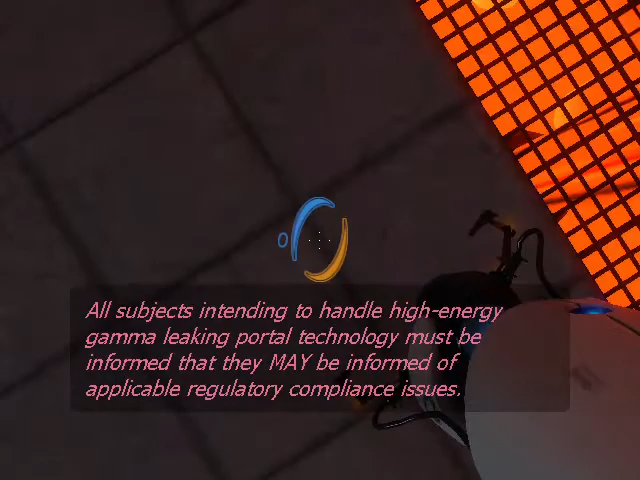 All subjects intending to handle high-energy
gamma leaking portal technology must be
informed that they MAY be informed of
applicable regulatory compliance issues.